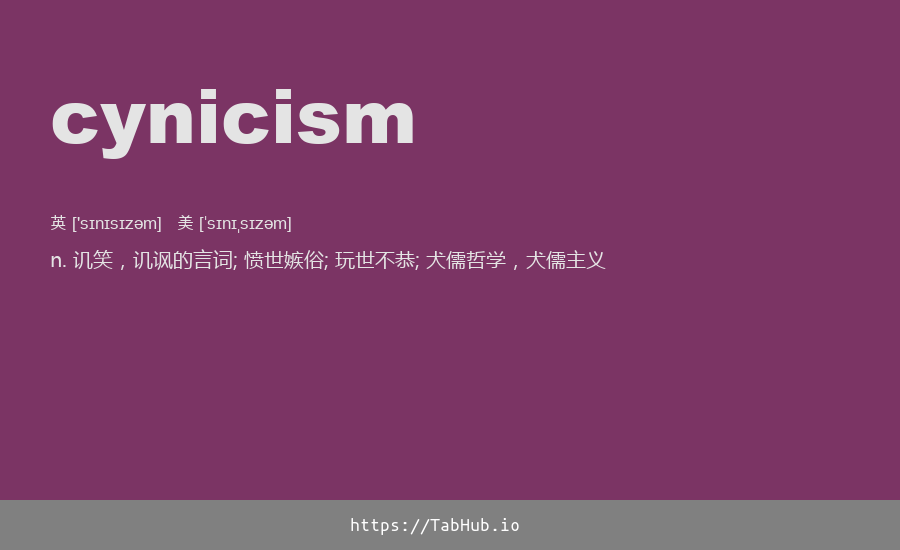 cynicism
英 ['sɪnɪsɪzəm] 美 [ˈsɪnɪˌsɪzəm]
n. 讥笑，讥讽的言词; 愤世嫉俗; 玩世不恭; 犬儒哲学，犬儒主义
https://TabHub.io